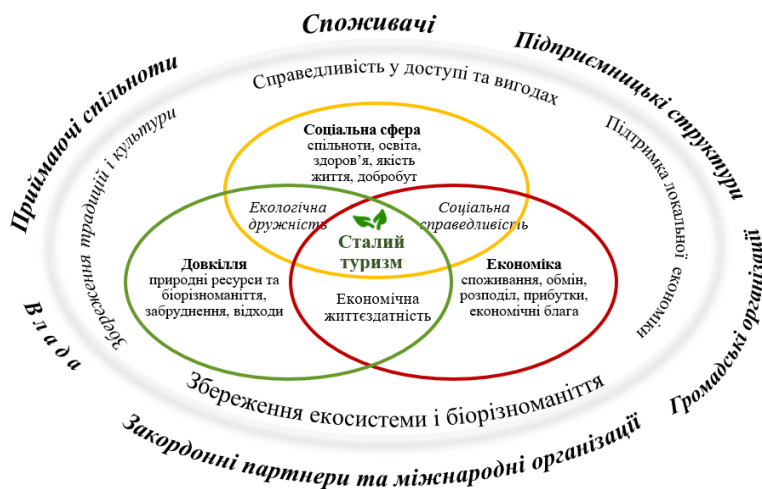 Споживачі
Підприємницькі структури
Приймаючі спільноти
Справедливість у доступі та вигодах
Збереження традицій і культури
Підтримка локальної економіки
Соціальна сфера
спільноти, освіта,
здоров’я, якість
життя, добробут
Екологічна
дружність
Соціальна
справедливість
Сталий
туризм
Довкілля
природні ресурси та
біорізноманіття,
забруднення, відходи
Економіка
споживання, обмін,
розподіл, прибутки,
економічні блага
Економічна
життєздатність
Влада
Громадські організації
Збереження екосистеми і біорізноманіття
Закордонні партнери та міжнародні організації